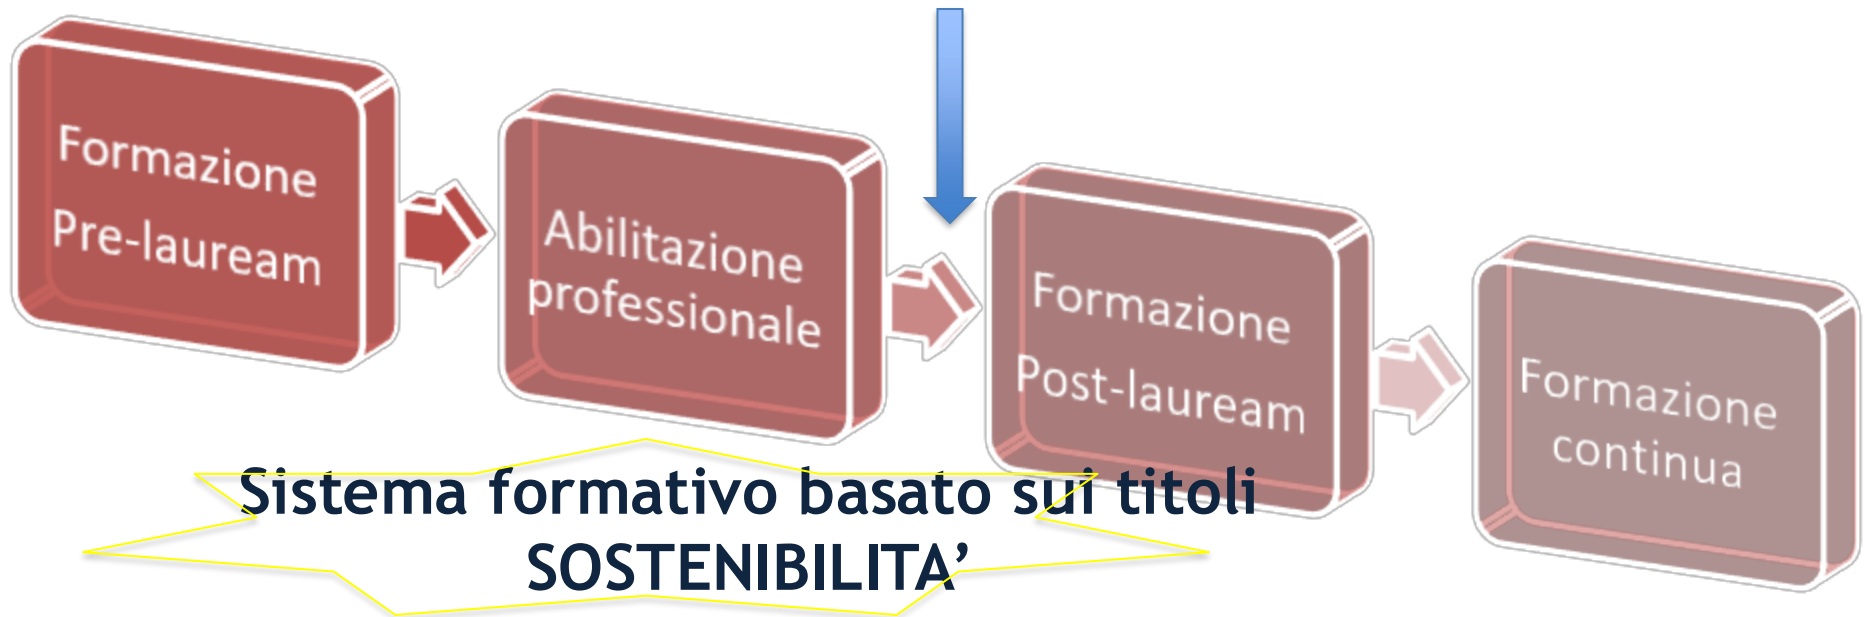 Formazione
Pre-lauream
Abilitazione
professionale
Formazione
Post-lauream
Formazione
continua
Sistema formativo basato sui titoli
SOSTENIBILITA’